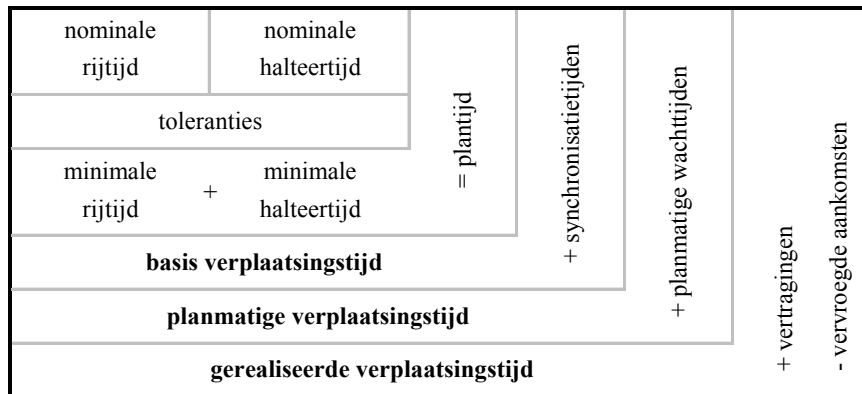 nominale
rijtijd
nominale
halteertijd
toleranties
minimale
rijtijd
+
minimale
halteertijd
= plantijd
basis verplaatsingstijd
+ synchronisatietijden
planmatige verplaatsingstijd
+ planmatige wachttijden
gerealiseerde verplaatsingstijd
+ vertragingen
- vervroegde aankomsten